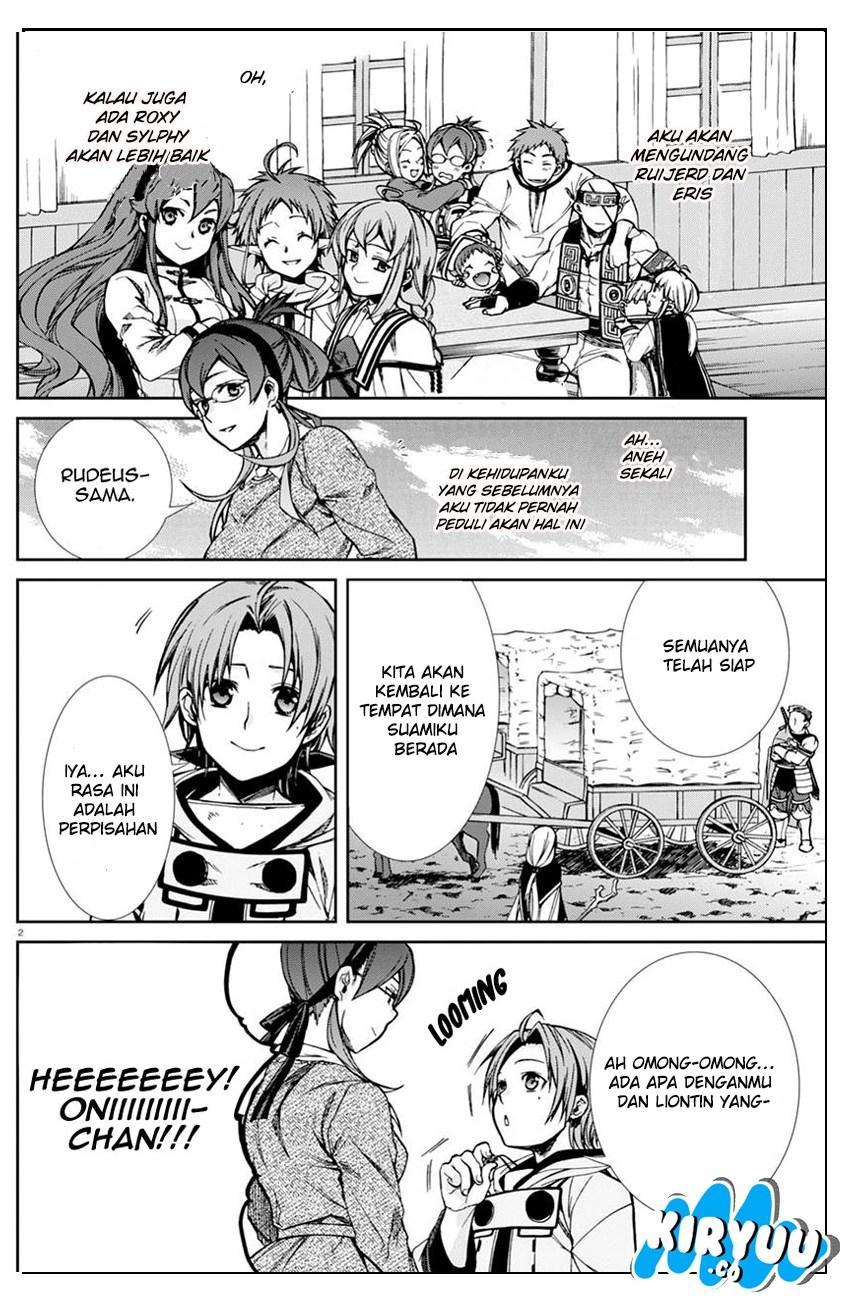 OH,
KALAU JUGA
ADA ROXY
DAN SYLPHY
AKAN LEBIH BAIK
AKU AKAN
MENGUNDANG
RUIJERD DAN
ERIS
RUDEUS-
SAMA.
DI KEHIDUPANKU
YANG SEBELUMNYA
AKU TIDAK PERNAH
PEDULI AKAN HAL INI
AH...
ANEH
SEKALI
IYA... AKU
RASA INI
ADALAH
PERPISAHAN
KITA AKAN
KEMBALI KE
TEMPAT DIMANA
SUAMIKU
BERADA
SEMUANYA
TELAH SIAP
2
HEEEEEEEY!
ONIIIIIIIII-
CHAN!!!
LOOMING
AH OMONG-OMONG...
ADA APA DENGANMU
DAN LIONTIN YANG-
KIRYUU
.CO